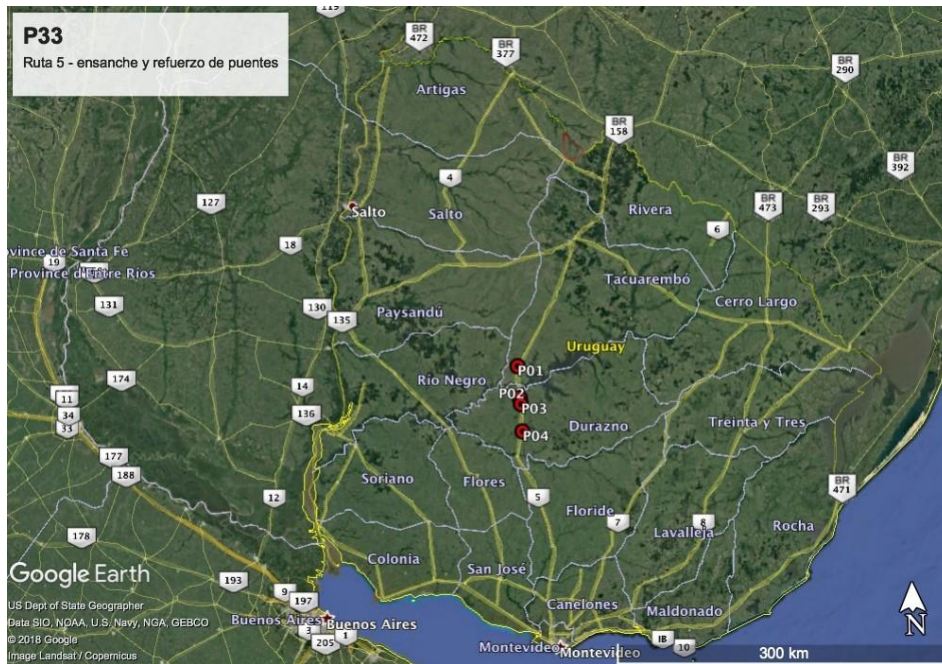 P33
Ruta 5 - ensanche y refuerzo de puentes
119
BR
472
BR
377
BR
290
Artigas
BR
158
BR
392
4
127
Salto
Salto
BR
473
BR
293
Rivera
6
18
Province de Santa Fe
19
Province d'Entre Rios
Tacuarembó
131
130
135
Paysandú
Cerro Largo
Uruguay
P01
174
14
Río Negro
P02
P03
11
34
33
136
P04
Durazno
Treinta y Tres
177
188
Soriano
Flores
BR
471
12
5
Floride
7
8
Lavalleja
Rocha
178
Colonia
San José
Google Earth
193
9
197
Canelones
Maldonado
US Dept of State Geographer
Data SIO, NOAA, U.S. Navy, NGA, GEBCO
© 2018 Google
Image Landsat / Copernicus
Buenos Aires
Buenos Aires
3
1
205
Montevideo
Montevideo
IB
10
N
300 km